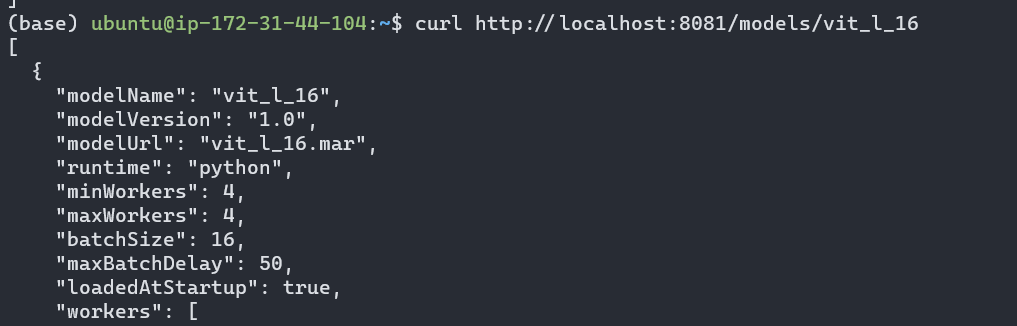 ]
(base) ubuntu@ip-172-31-44-104:~$ curl http://localhost:8081/models/vit_l_16
[
  {
    "modelName": "vit_l_16",
    "modelVersion": "1.0",
    "modelUrl": "vit_l_16.mar",
    "runtime": "python",
    "minWorkers": 4,
    "maxWorkers": 4,
    "batchSize": 16,
    "maxBatchDelay": 50,
    "loadedAtStartup": true,
    "workers": [